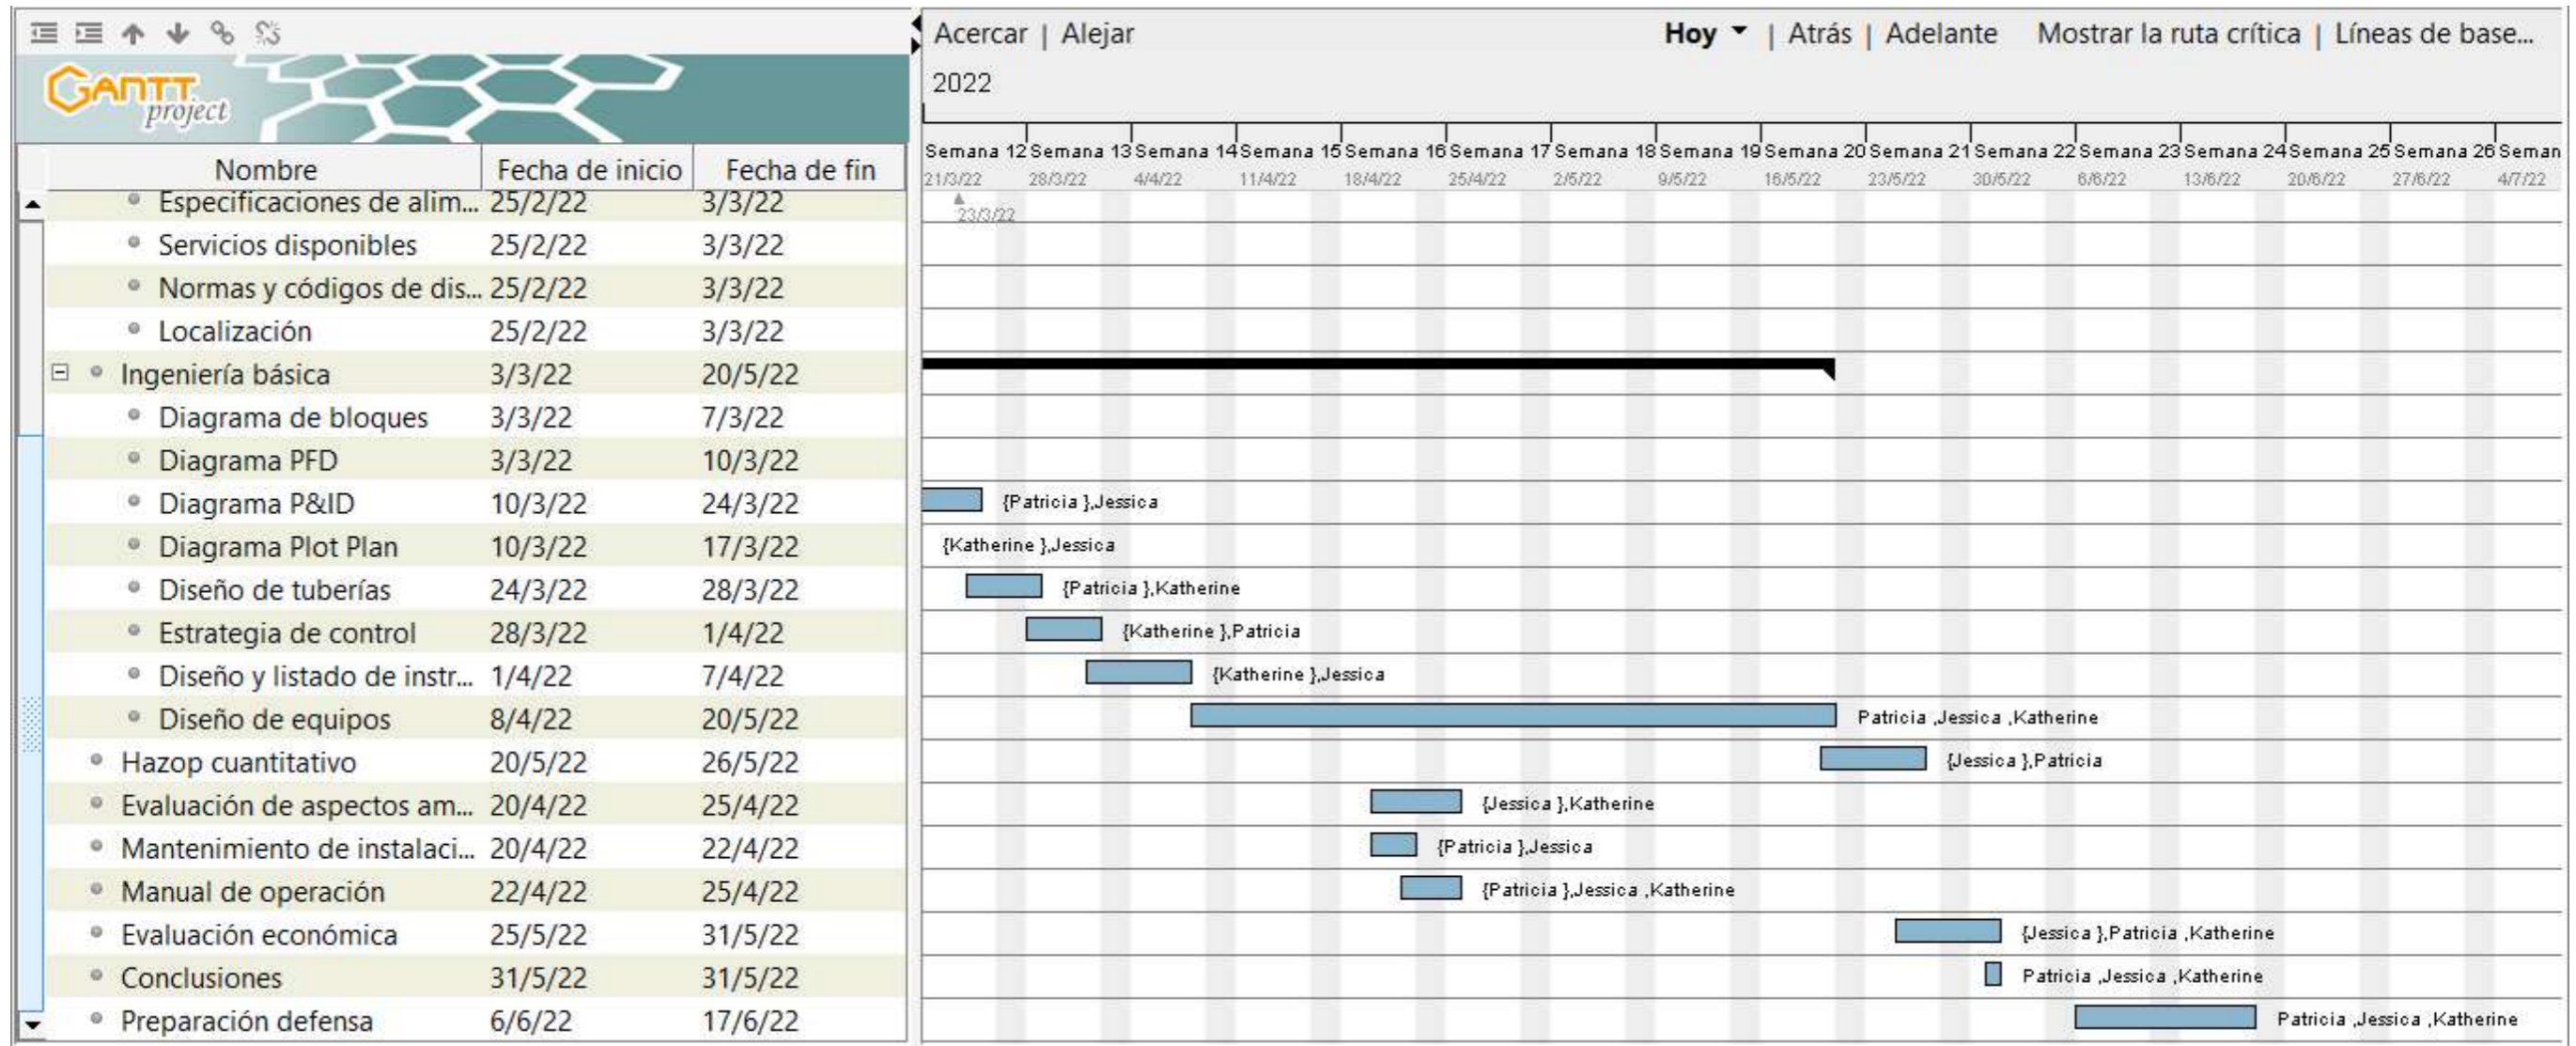 Acercar | Alejar Hoy | Atrás | Adelante Mostrar la ruta crítica | Líneas de base...
GANTT project
2022
Semana 12 Semana 13 Semana 14 Semana 15 Semana 16 Semana 17 Semana 18 Semana 19 Semana 20 Semana 21 Semana 22 Semana 23 Semana 24 Semana 25 Semana 26 Seman
Nombre Fecha de inicio Fecha de fin
21/3/22 28/3/22 4/4/22 11/4/22 18/4/22 25/4/22 2/5/22 9/5/22 16/5/22 23/5/22 30/5/22 6/6/22 13/6/22 20/6/22 27/6/22 4/7/22
Especificaciones de alim... 25/2/22 3/3/22 23/3/22
Servicios disponibles 25/2/22 3/3/22
Normas y códigos de dis... 25/2/22 3/3/22
Localización 25/2/22 3/3/22
Ingeniería básica 3/3/22 20/5/22
Diagrama de bloques 3/3/22 7/3/22
Diagrama PFD 3/3/22 10/3/22
Diagrama P&ID 10/3/22 24/3/22 {Patricia },Jessica
Diagrama Plot Plan 10/3/22 17/3/22 {Katherine },Jessica
Diseño de tuberías 24/3/22 28/3/22 {Patricia },Katherine
Estrategia de control 28/3/22 1/4/22 {Katherine },Patricia
Diseño y listado de instr... 1/4/22 7/4/22 {Katherine },Jessica
Diseño de equipos 8/4/22 20/5/22 Patricia ,Jessica ,Katherine
Hazop cuantitativo 20/5/22 26/5/22 {Jessica },Patricia
Evaluación de aspectos am... 20/4/22 25/4/22 {Jessica },Katherine
Mantenimiento de instalaci... 20/4/22 22/4/22 {Patricia },Jessica
Manual de operación 22/4/22 25/4/22 {Patricia },Jessica ,Katherine
Evaluación económica 25/5/22 31/5/22 {Jessica },Patricia ,Katherine
Conclusiones 31/5/22 31/5/22 Patricia ,Jessica ,Katherine
Preparación defensa 6/6/22 17/6/22 Patricia ,Jessica ,Katherine